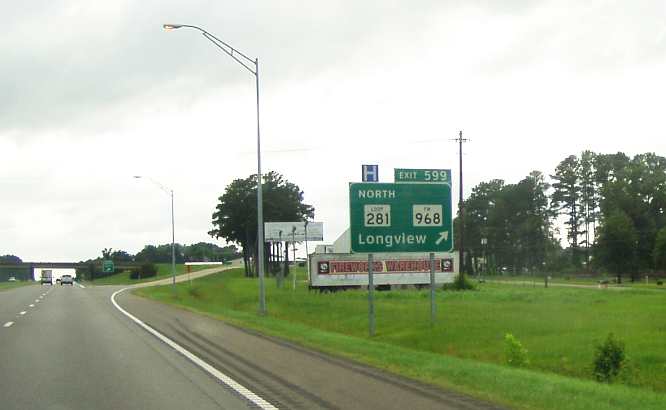 H
EXIT 599
NORTH
LOOP FM
281 968
Longview
FIREWORKS WAREHOUSE